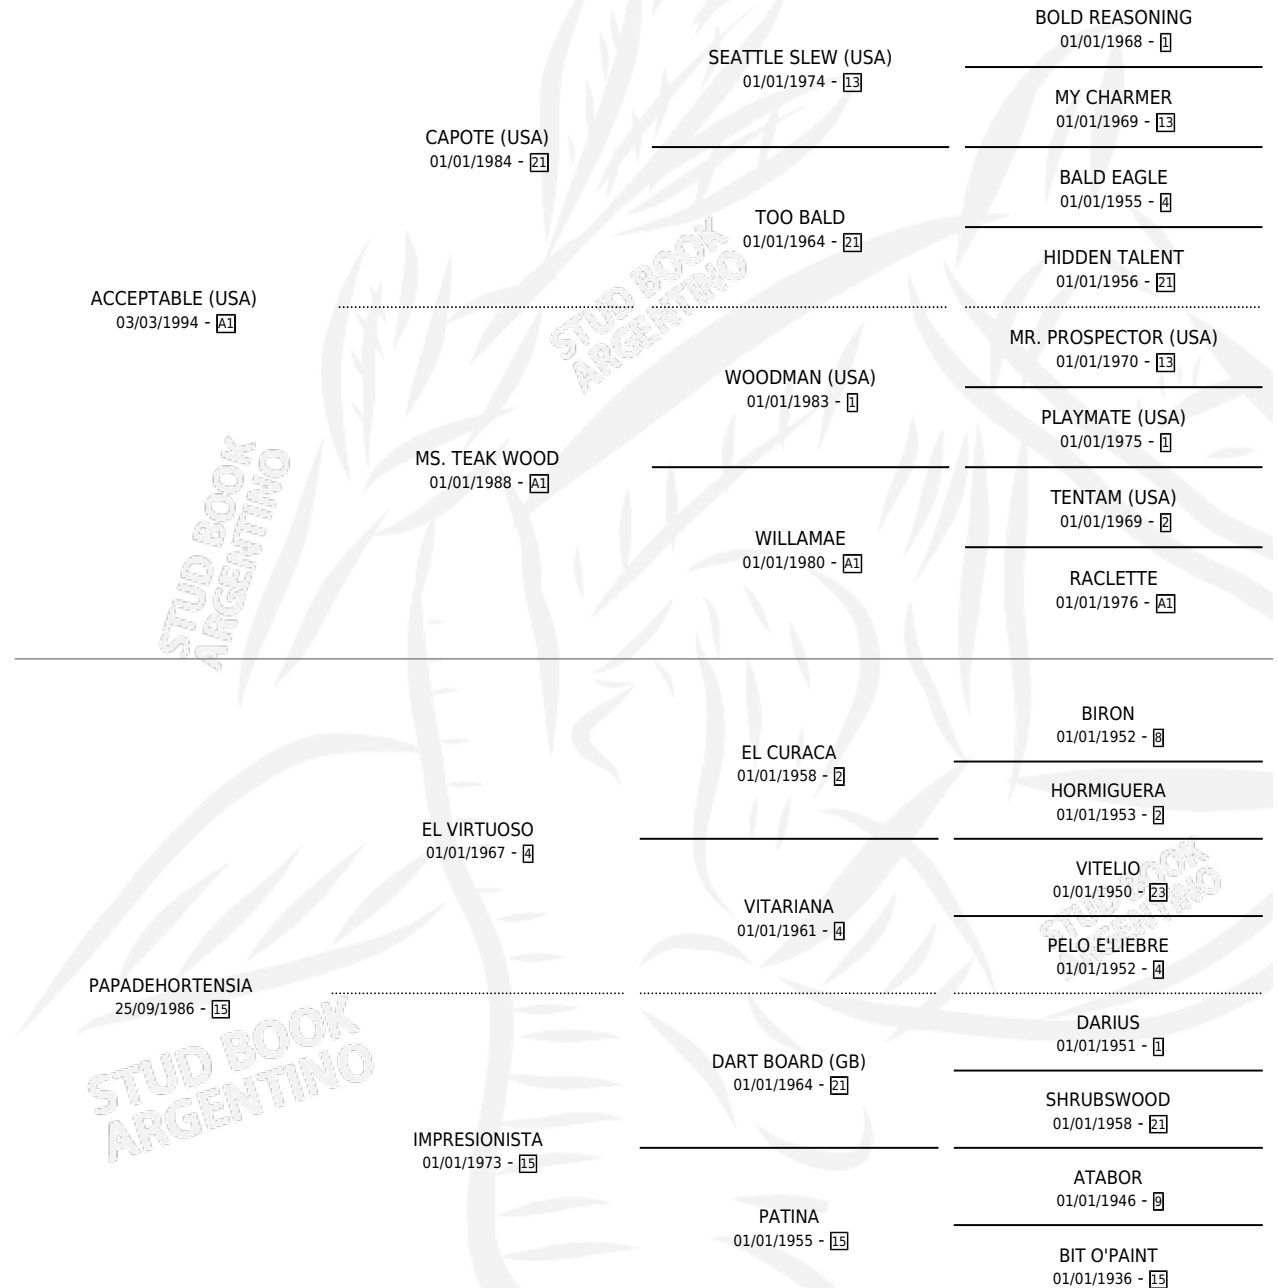 BOLD REASONING
01/01/1968 - 1
SEATTLE SLEW (USA)
01/01/1974 - 13
MY CHARMER
01/01/1969 - 13
CAPOTE (USA)
01/01/1984 - 21
BALD EAGLE
01/01/1955 - 4
TOO BALD
01/01/1964 - 21
HIDDEN TALENT
01/01/1956 - 21
ACCEPTABLE (USA)
03/03/1994 - A1
STUD BOOK
ARGENTINO
MR. PROSPECTOR (USA)
01/01/1970 - 13
WOODMAN (USA)
01/01/1983 - 1
PLAYMATE (USA)
01/01/1975 - 1
MS. TEAK WOOD
01/01/1988 - A1
TENTAM (USA)
01/01/1969 - 2
WILLAMAE
01/01/1980 - A1
RACLETTE
01/01/1976 - A1
STUD BOOK
ARGENTINO
BIRON
01/01/1952 - 8
EL CURACA
01/01/1958 - 2
HORMIGUERA
01/01/1953 - 2
EL VIRTUOSO
01/01/1967 - 4
VITELIO
01/01/1950 - 23
VITARIANA
01/01/1961 - 4
PELO E'LIEBRE
01/01/1952 - 4
STUD BOOK
ARGENTINO
PAPADEHORTENSIA
25/09/1986 - 15
STUD BOOK
ARGENTINO
DARIUS
01/01/1951 - 1
DART BOARD (GB)
01/01/1964 - 21
SHRUBSWOOD
01/01/1958 - 21
IMPRESIONISTA
01/01/1973 - 15
ATABOR
01/01/1946 - 9
PATINA
01/01/1955 - 15
BIT O'PAINT
01/01/1936 - 15